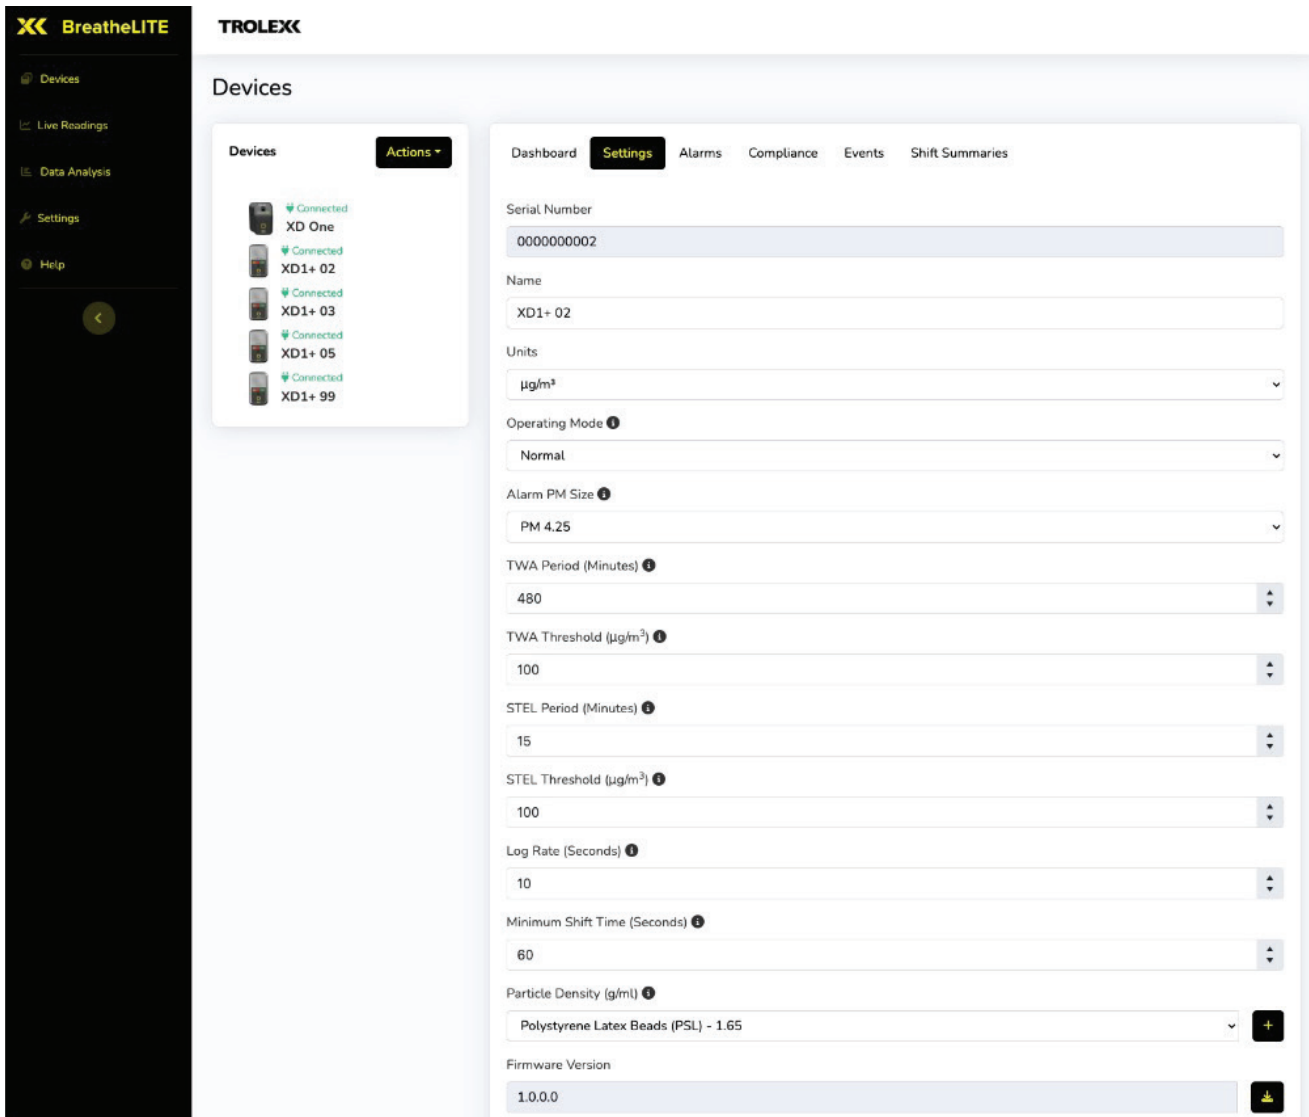 BreatheLITE
TROLEX
Devices
Live Readings
Data Analysis
Settings
Help
Devices
Devices
Actions
Connected
XD One
Connected
XD1+ 02
Connected
XD1+ 03
Connected
XD1+ 05
Connected
XD1+ 99
Dashboard Settings Alarms Compliance Events Shift Summaries
Serial Number
0000000002
Name
XD1+ 02
Units
µg/m³
Operating Mode
Normal
Alarm PM Size
PM 4.25
TWA Period (Minutes)
480
TWA Threshold (µg/m³)
100
STEL Period (Minutes)
15
STEL Threshold (µg/m³)
100
Log Rate (Seconds)
10
Minimum Shift Time (Seconds)
60
Particle Density (g/ml)
Polystyrene Latex Beads (PSL) - 1.65
Firmware Version
1.0.0.0